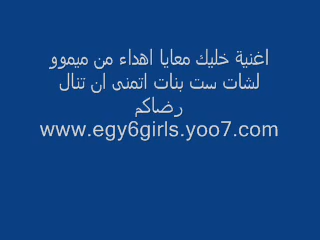 اغنية خليك معايا اهداء من ميموو
لشات ست بنات اتمنى ان تنال
رضاكم
www.egy6girls.yoo7.com